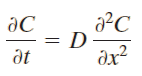 ∂C/∂t = D ∂²C/∂x²